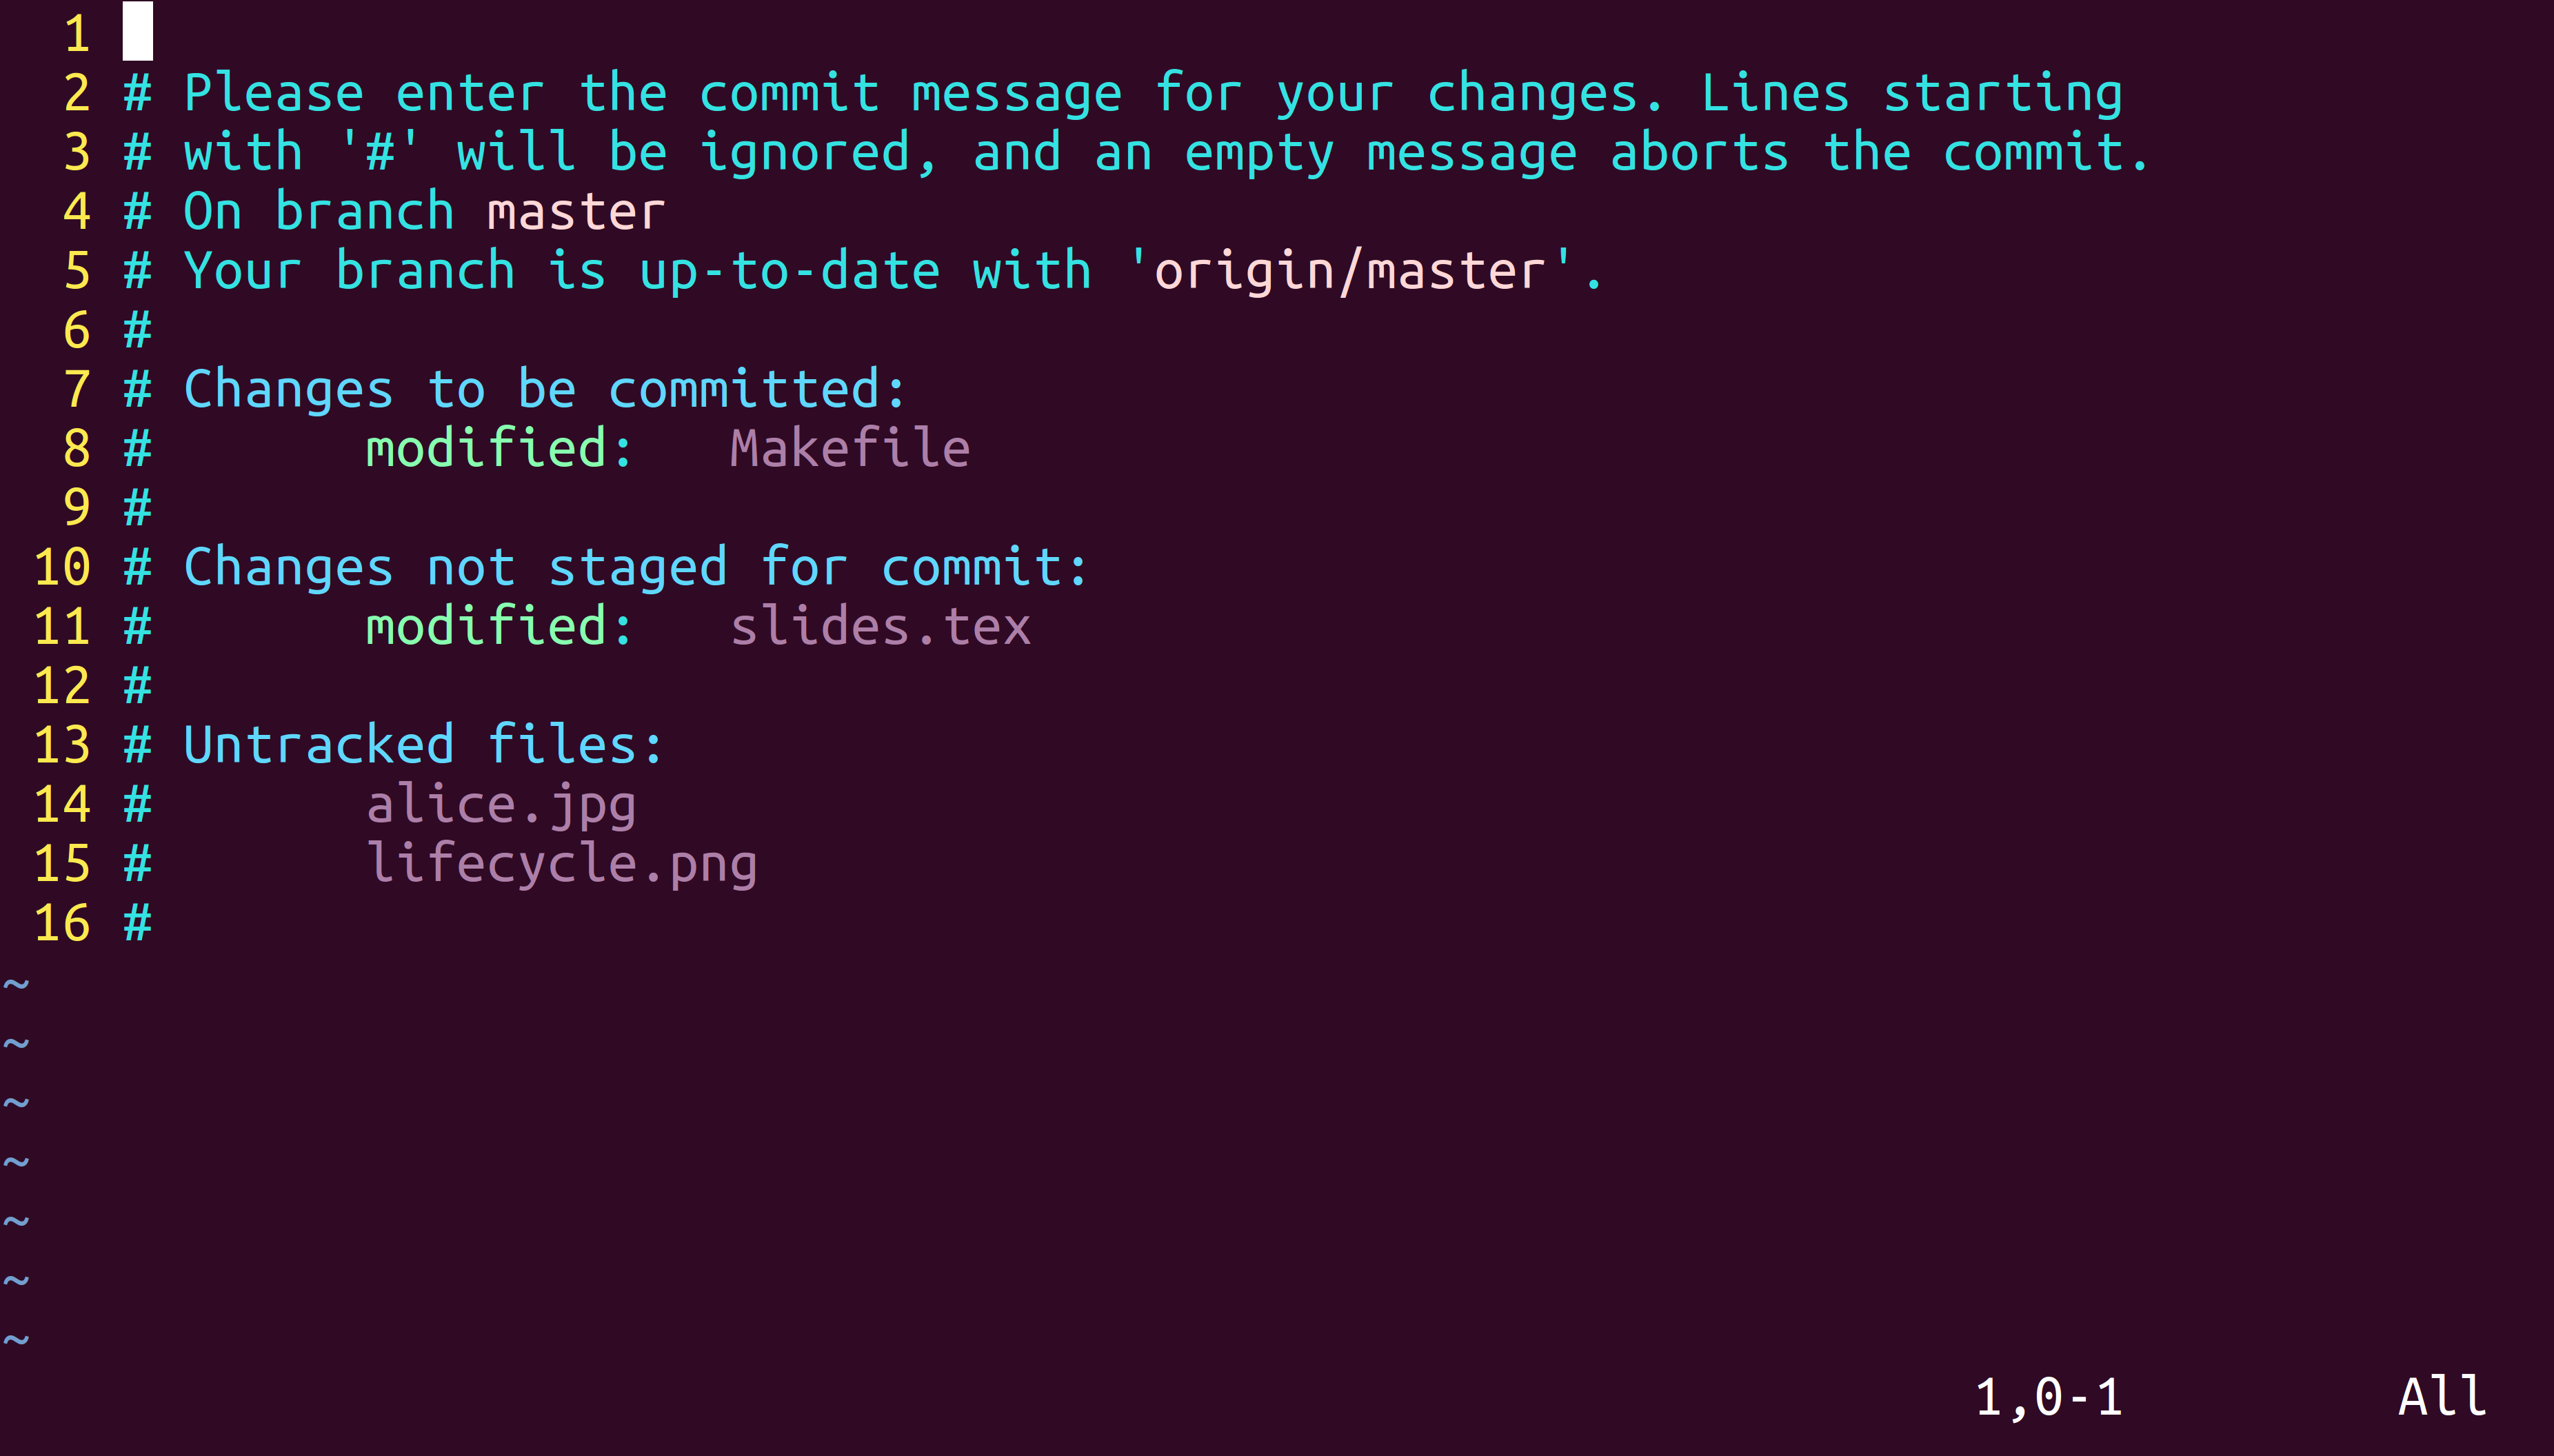 1
2 # Please enter the commit message for your changes. Lines starting
3 # with '#' will be ignored, and an empty message aborts the commit.
4 # On branch master
5 # Your branch is up-to-date with 'origin/master'.
6 #
7 # Changes to be committed:
8 #       modified:   Makefile
9 #
10 # Changes not staged for commit:
11 #       modified:   slides.tex
12 #
13 # Untracked files:
14 #       alice.jpg
15 #       lifecycle.png
16 #
~
~
~
~
~
~
~
1,0-1         All